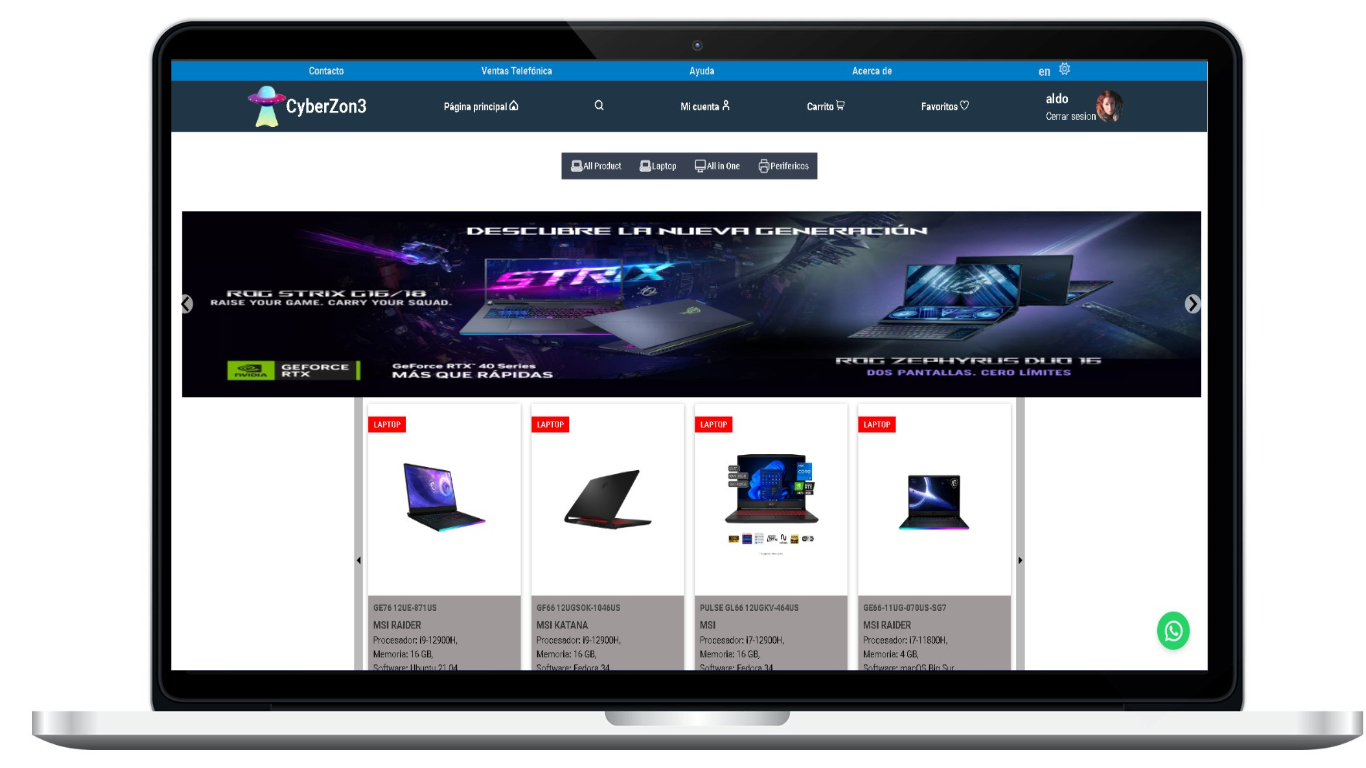 Contacto Ventas Telefónica Ayuda Acerca de en
CyberZon3 Página principal Mi cuenta Carrito Favoritos aldo
Cerrar sesion
All Product Laptop All in One Perifericos
DESCUBRE LA NUEVA GENERACIÓN
STRIX
ROG STRIX G16/18
RAISE YOUR GAME. CARRY YOUR SQUAD.
NVIDIA GEFORCE RTX
GeForce RTX™ 40 Series
MÁS QUE RÁPIDAS
ROG ZEPHYRUS DUO 16
DOS PANTALLAS. CERO LÍMITES
LAPTOP LAPTOP LAPTOP LAPTOP
GE76 12UE-871US GF66 12UGSOK-1046US PULSE GL66 12UGKV-464US GE66-11UG-070US-SG7
MSI RAIDER MSI KATANA MSI MSI RAIDER
Procesador: i9-12900H, Procesador: i9-12900H, Procesador: i7-12900H, Procesador: i7-11800H,
Memoria: 16 GB, Memoria: 16 GB, Memoria: 16 GB, Memoria: 4 GB,
Software: Ubuntu 21.04 Software: Fedora 34 Software: Fedora 34 Software: macOS Big Sur